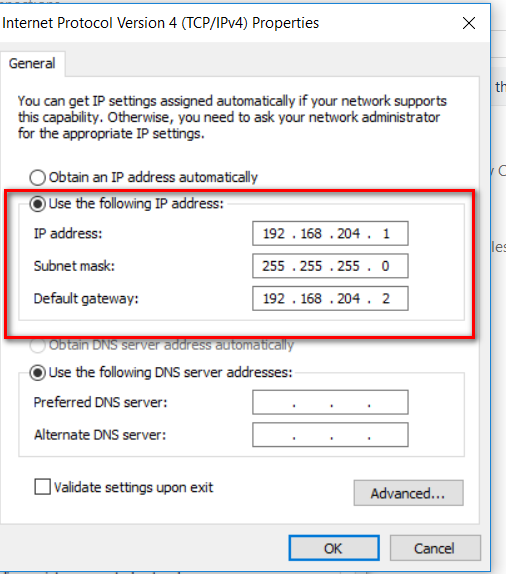 Internet Protocol Version 4 (TCP/IPv4) Properties
General
You can get IP settings assigned automatically if your network supports
this capability. Otherwise, you need to ask your network administrator
for the appropriate IP settings.
Obtain an IP address automatically
Use the following IP address:
IP address: 192 . 168 . 204 . 1
Subnet mask: 255 . 255 . 255 . 0
Default gateway: 192 . 168 . 204 . 2
Obtain DNS server address automatically
Use the following DNS server addresses:
Preferred DNS server: . . .
Alternate DNS server: . . .
Validate settings upon exit
Advanced...
OK Cancel